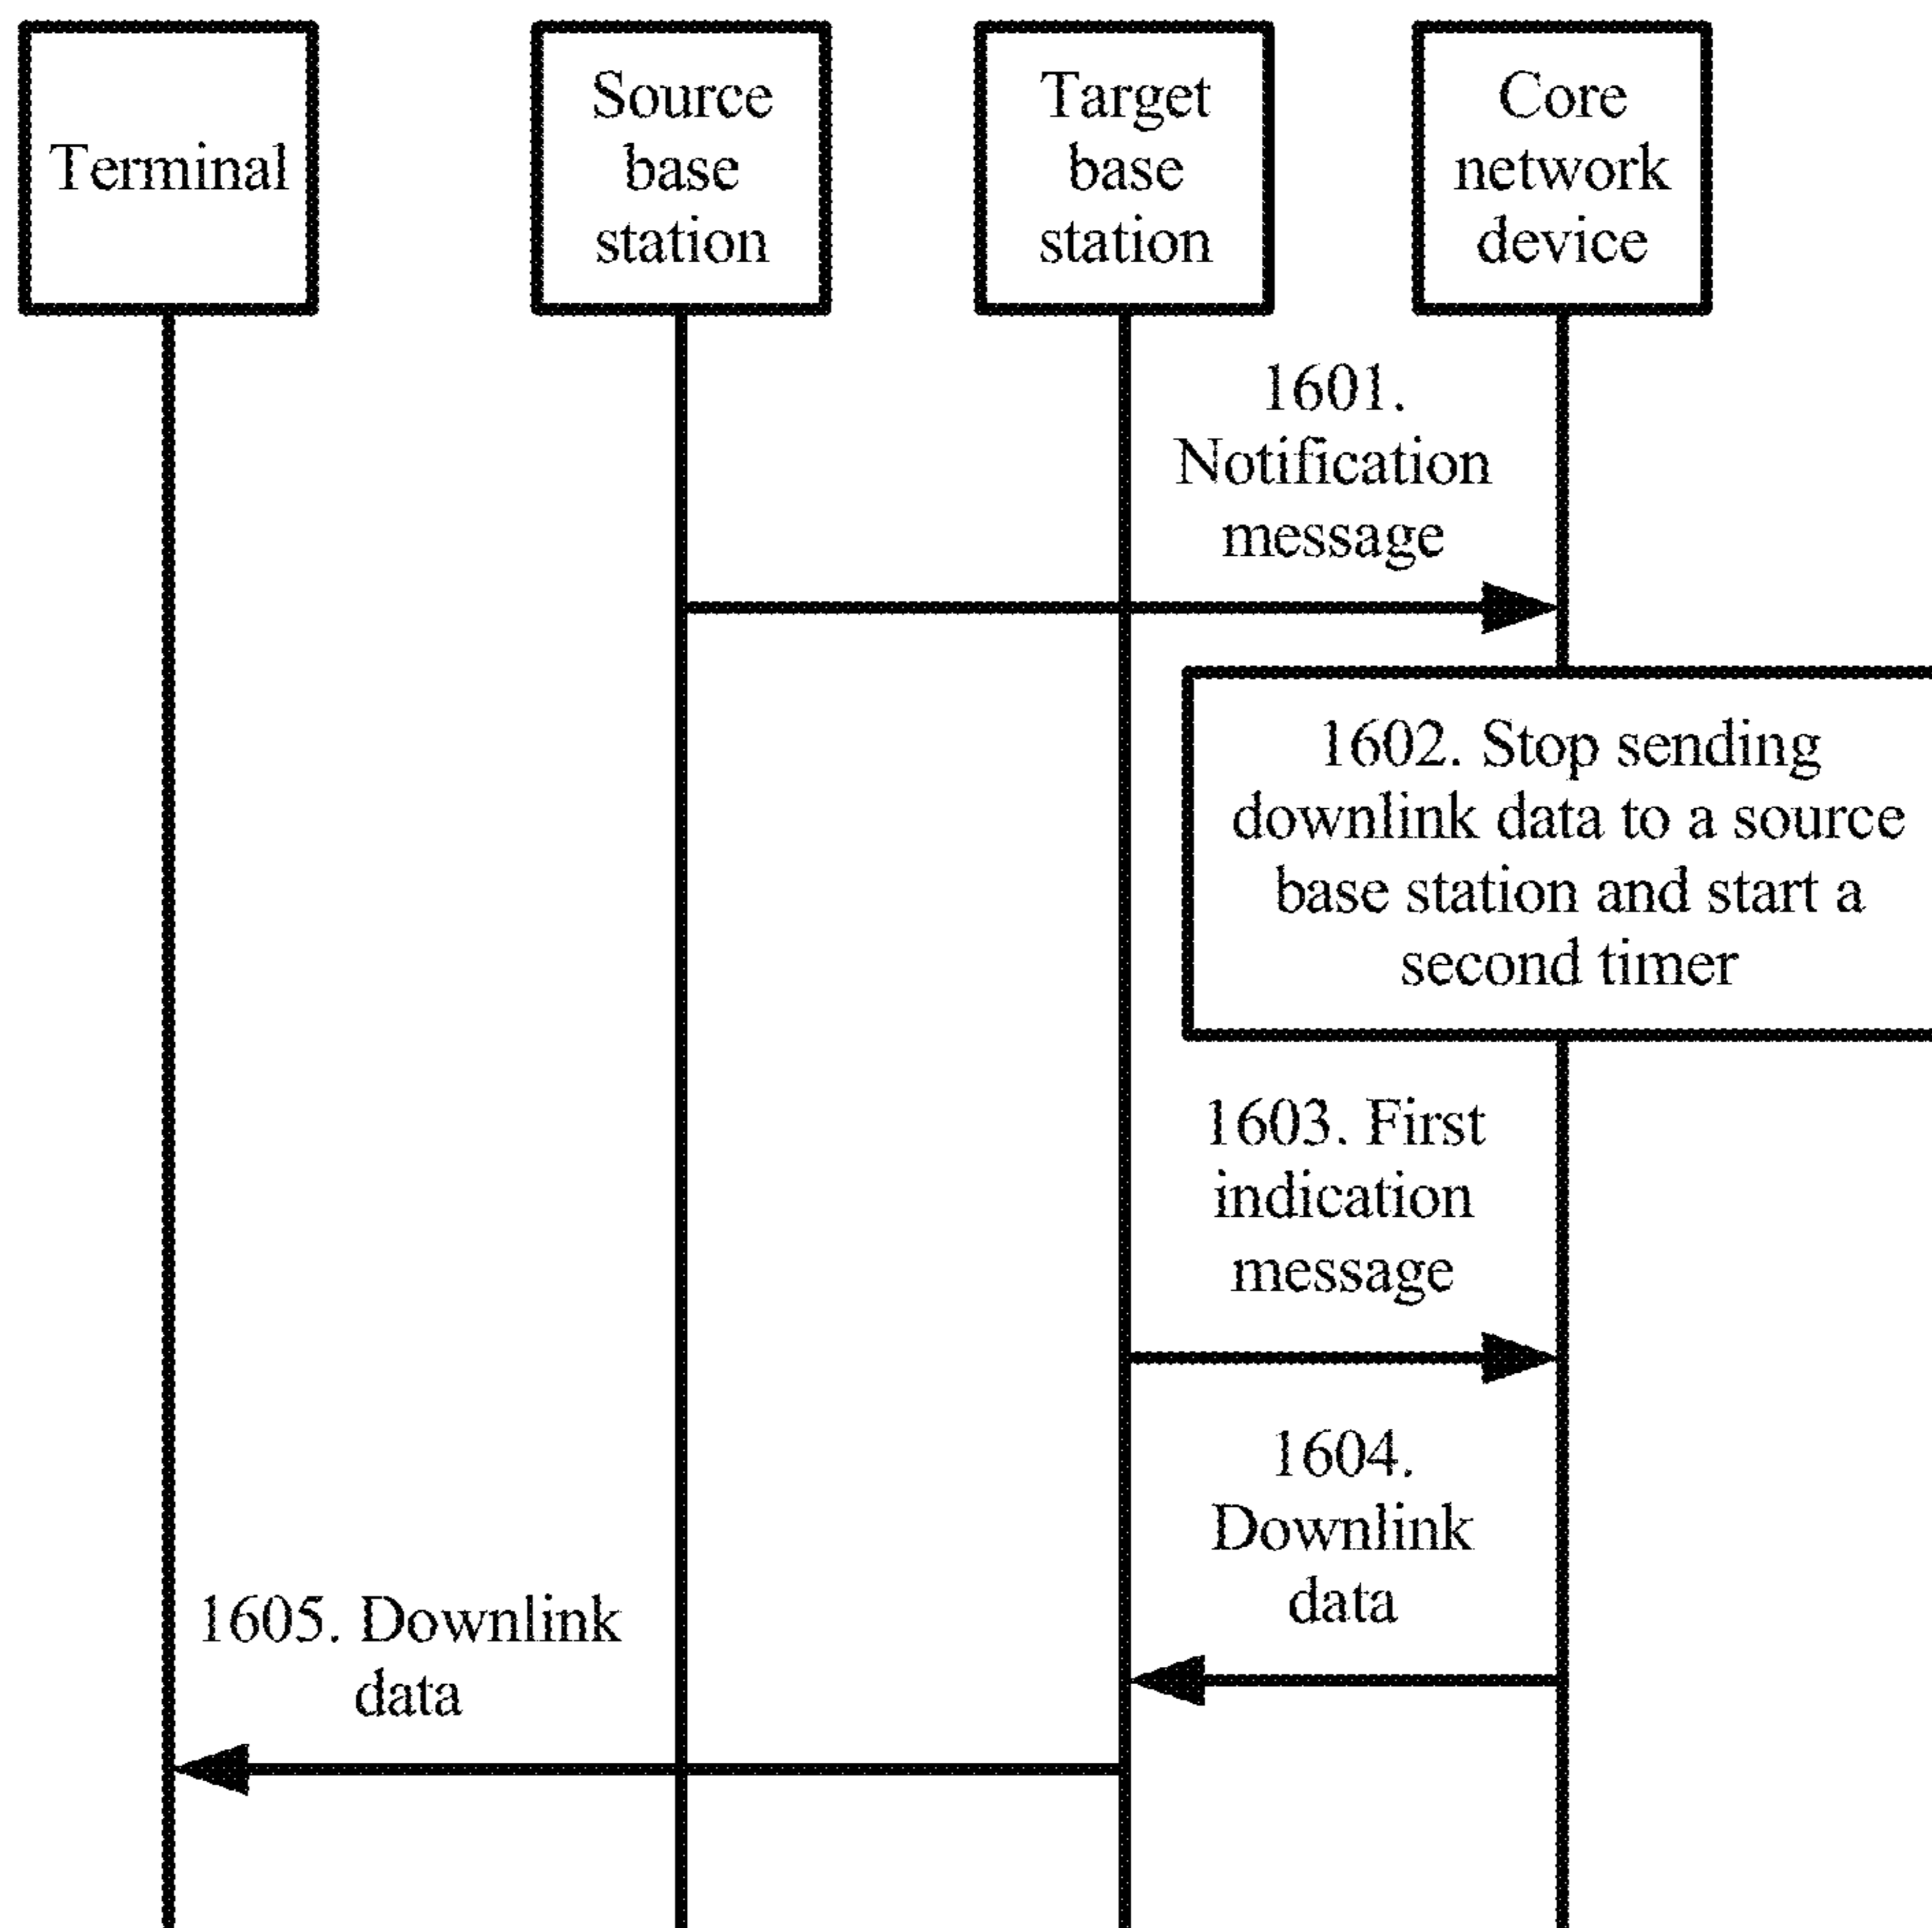 Terminal
Source
base
station
Target
base
station
Core
network
device
1601.
Notification
message
1602. Stop sending
downlink data to a source
base station and start a
second timer
1603. First
indication
message
1604.
Downlink
data
1605. Downlink
data